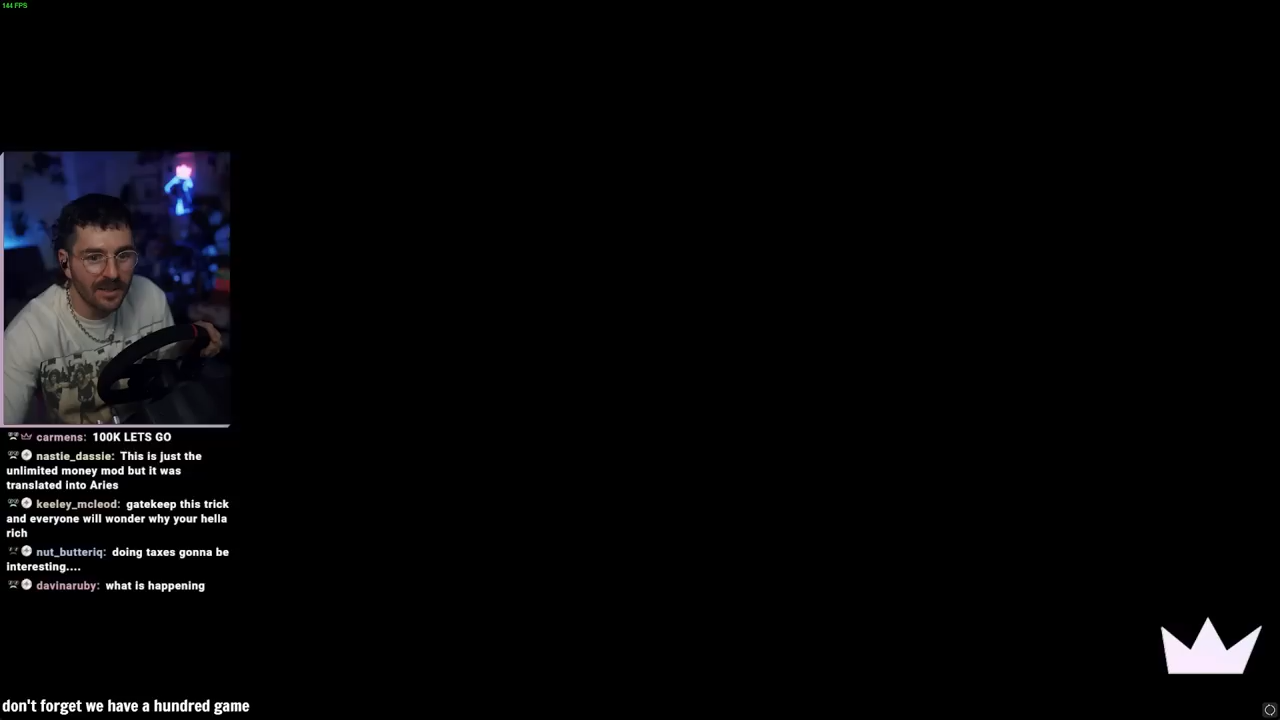 144 FPS
carmens: 100K LETS GO
nastie_dassie: This is just the
unlimited money mod but it was
translated into Aries
keeley_mcleod: gatekeep this trick
and everyone will wonder why your hella
rich
nut_butteriq: doing taxes gonna be
interesting....
davinaruby: what is happening
don't forget we have a hundred game